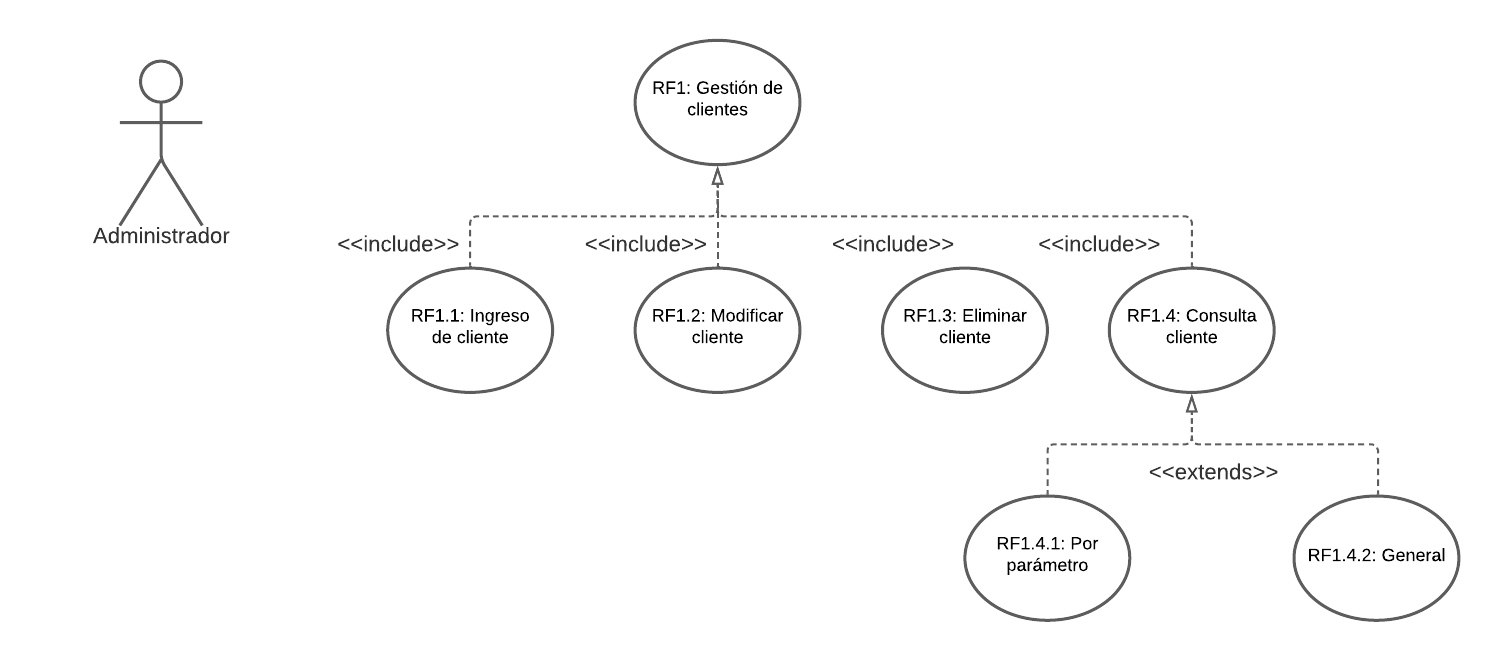 RF1: Gestión de
clientes
Administrador
<<include>>
<<include>>
<<include>>
<<include>>
RF1.1: Ingreso
de cliente
RF1.2: Modificar
cliente
RF1.3: Eliminar
cliente
RF1.4: Consulta
cliente
<<extends>>
RF1.4.1: Por
parámetro
RF1.4.2: General